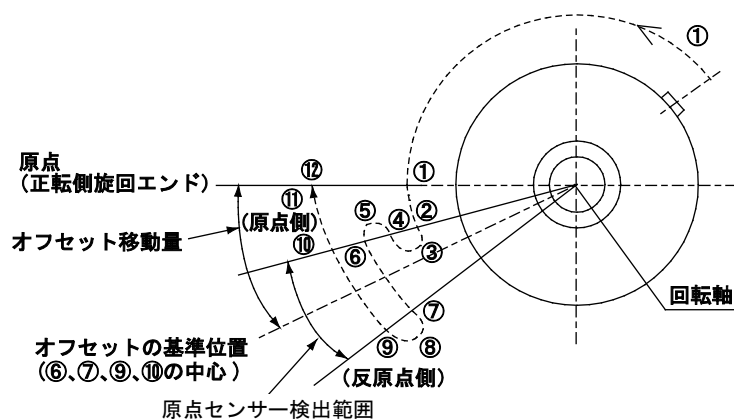 ①
原点
(正転側旋回エンド)
⑫
①
⑪
(原点側)
⑤
④
②
オフセット移動量
⑩
⑥
③
回転軸
⑦
オフセットの基準位置
(⑥、⑦、⑨、⑩の中心)
⑨
⑧
(反原点側)
原点センサー検出範囲